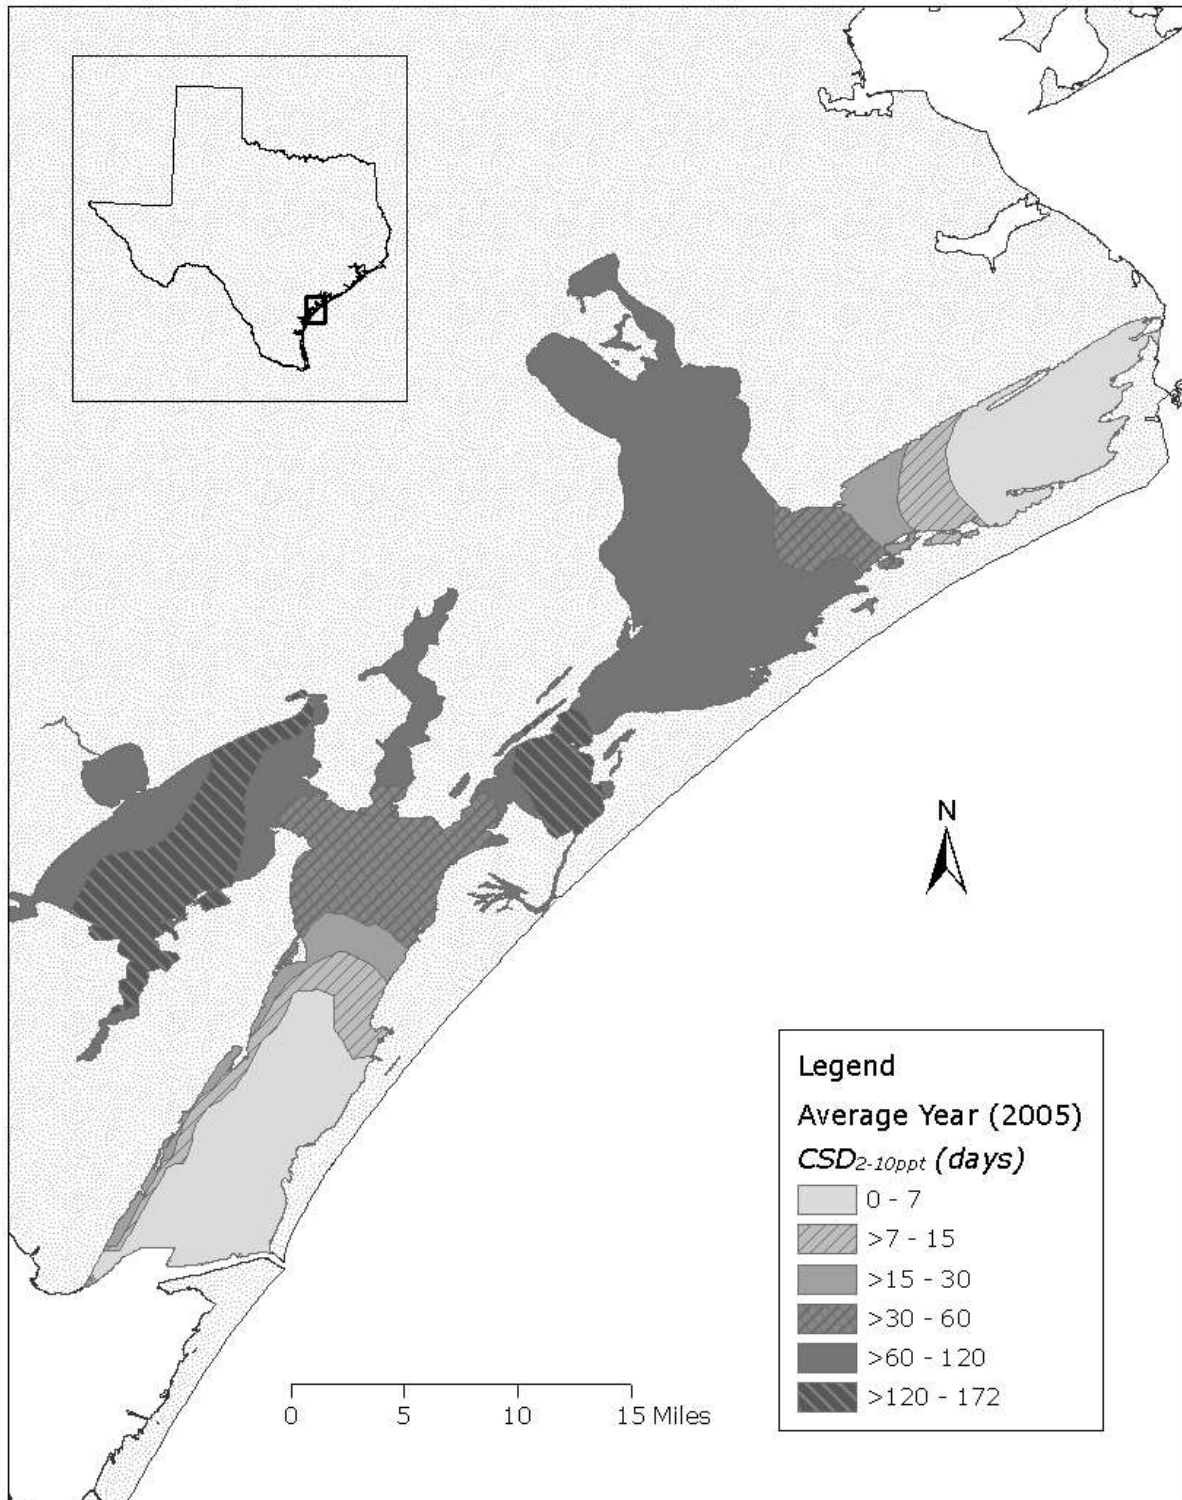 N
Legend
Average Year (2005)
CSD2-10ppt (days)
0 - 7
>7 - 15
>15 - 30
>30 - 60
>60 - 120
>120 - 172
0 5 10 15 Miles